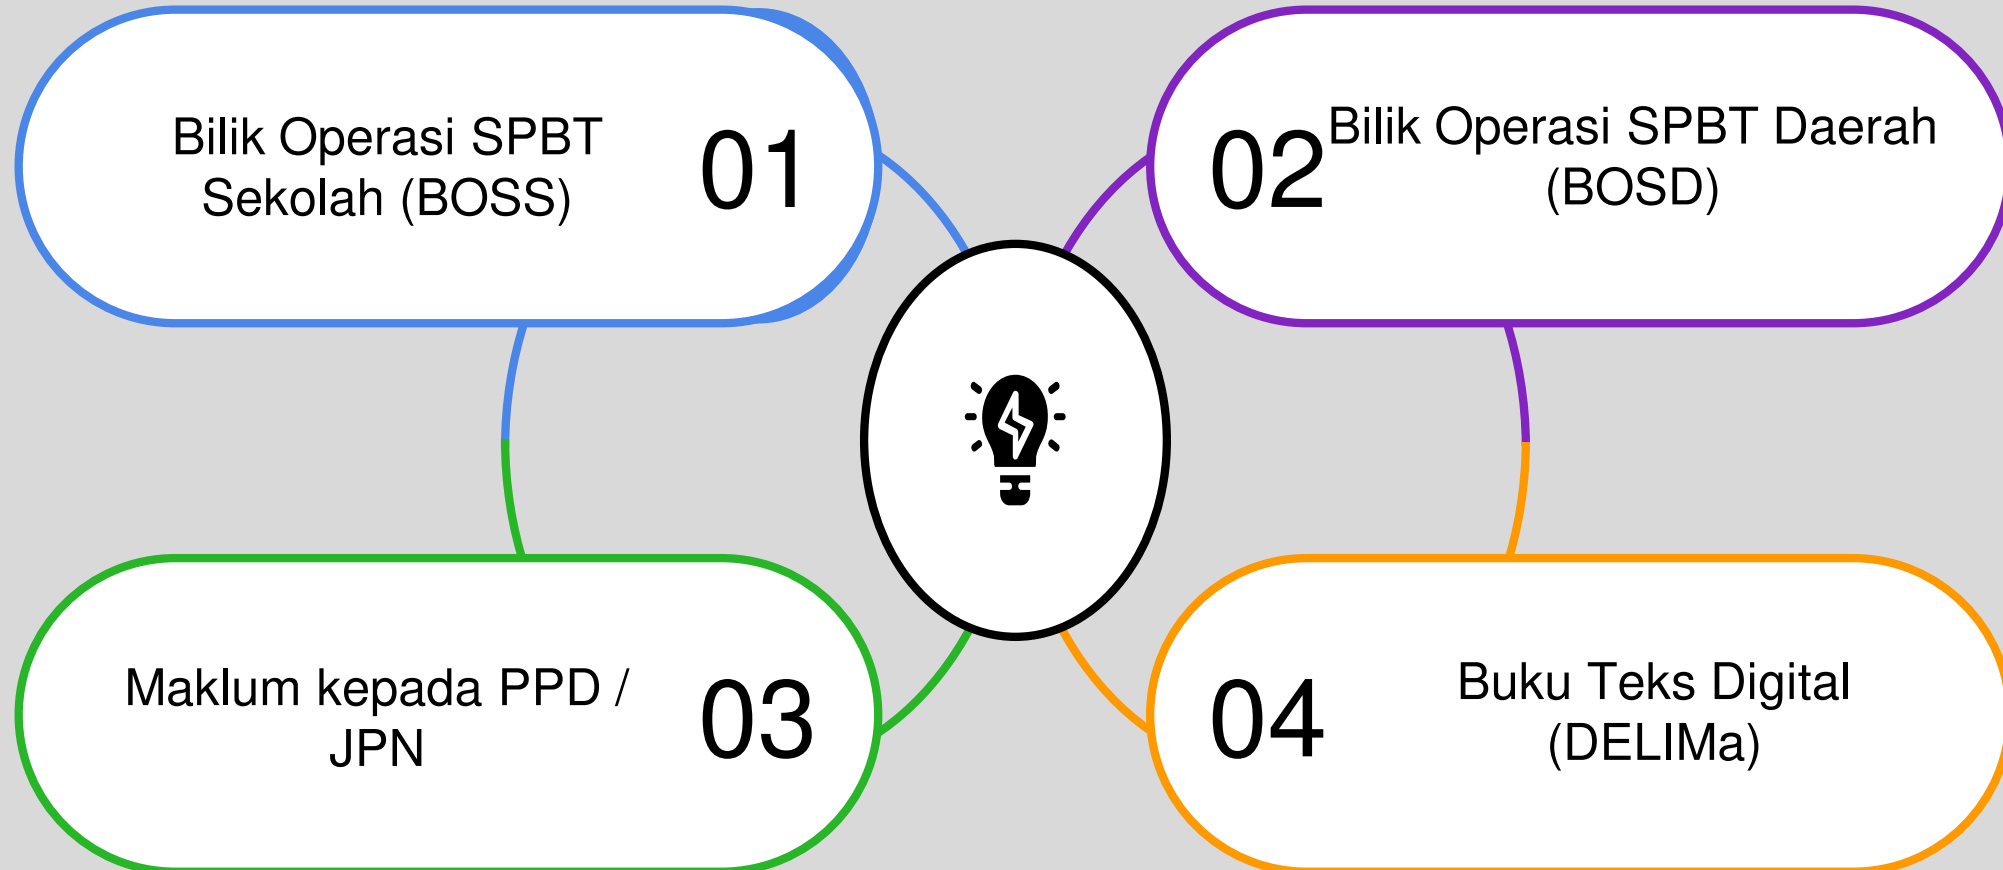 Bilik Operasi SPBT
Sekolah (BOSS)
01
02
Bilik Operasi SPBT Daerah
(BOSD)
Maklum kepada PPD /
JPN
03
04
Buku Teks Digital
(DELIMa)